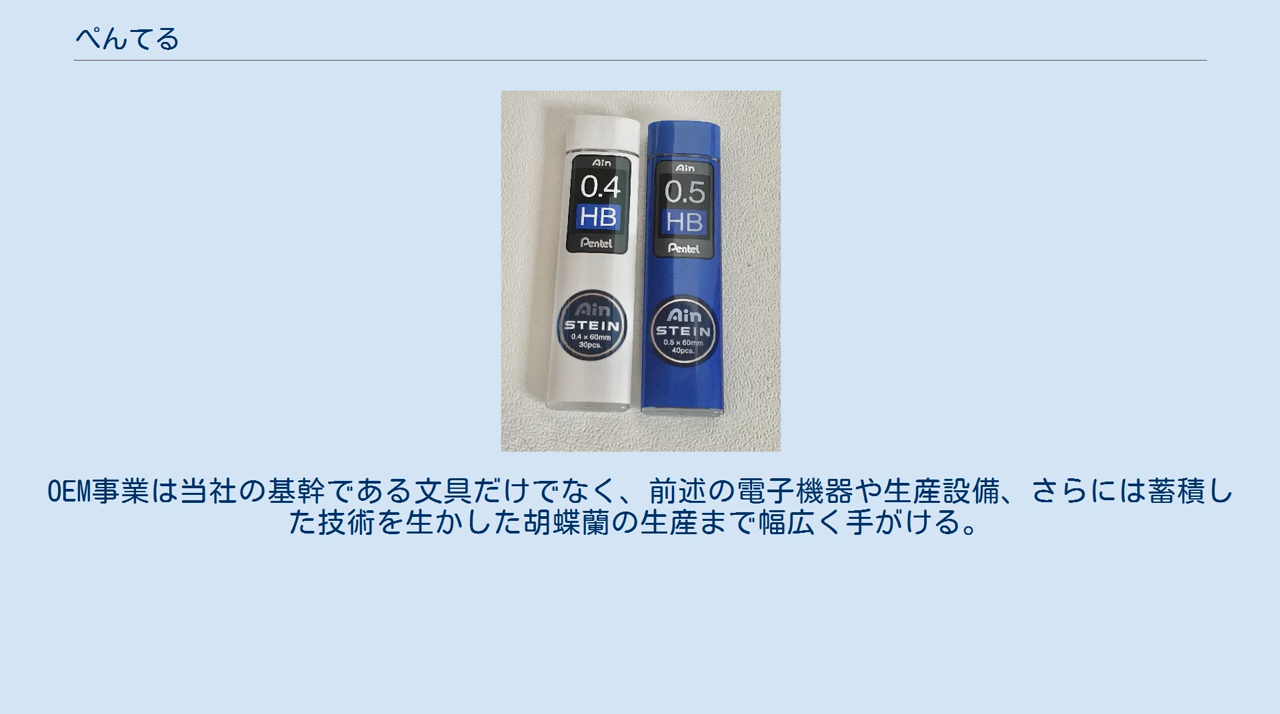 ぺんてる
Ain
0.4
HB
Pentel
Ain
STEIN
0.4 x 60mm
30pcs.
Ain
0.5
HB
Pentel
Ain
STEIN
0.5 x 60mm
40pcs.
OEM事業は当社の基幹である文具だけでなく、前述の電子機器や生産設備、さらには蓄積し
た技術を生かした胡蝶蘭の生産まで幅広く手がける。